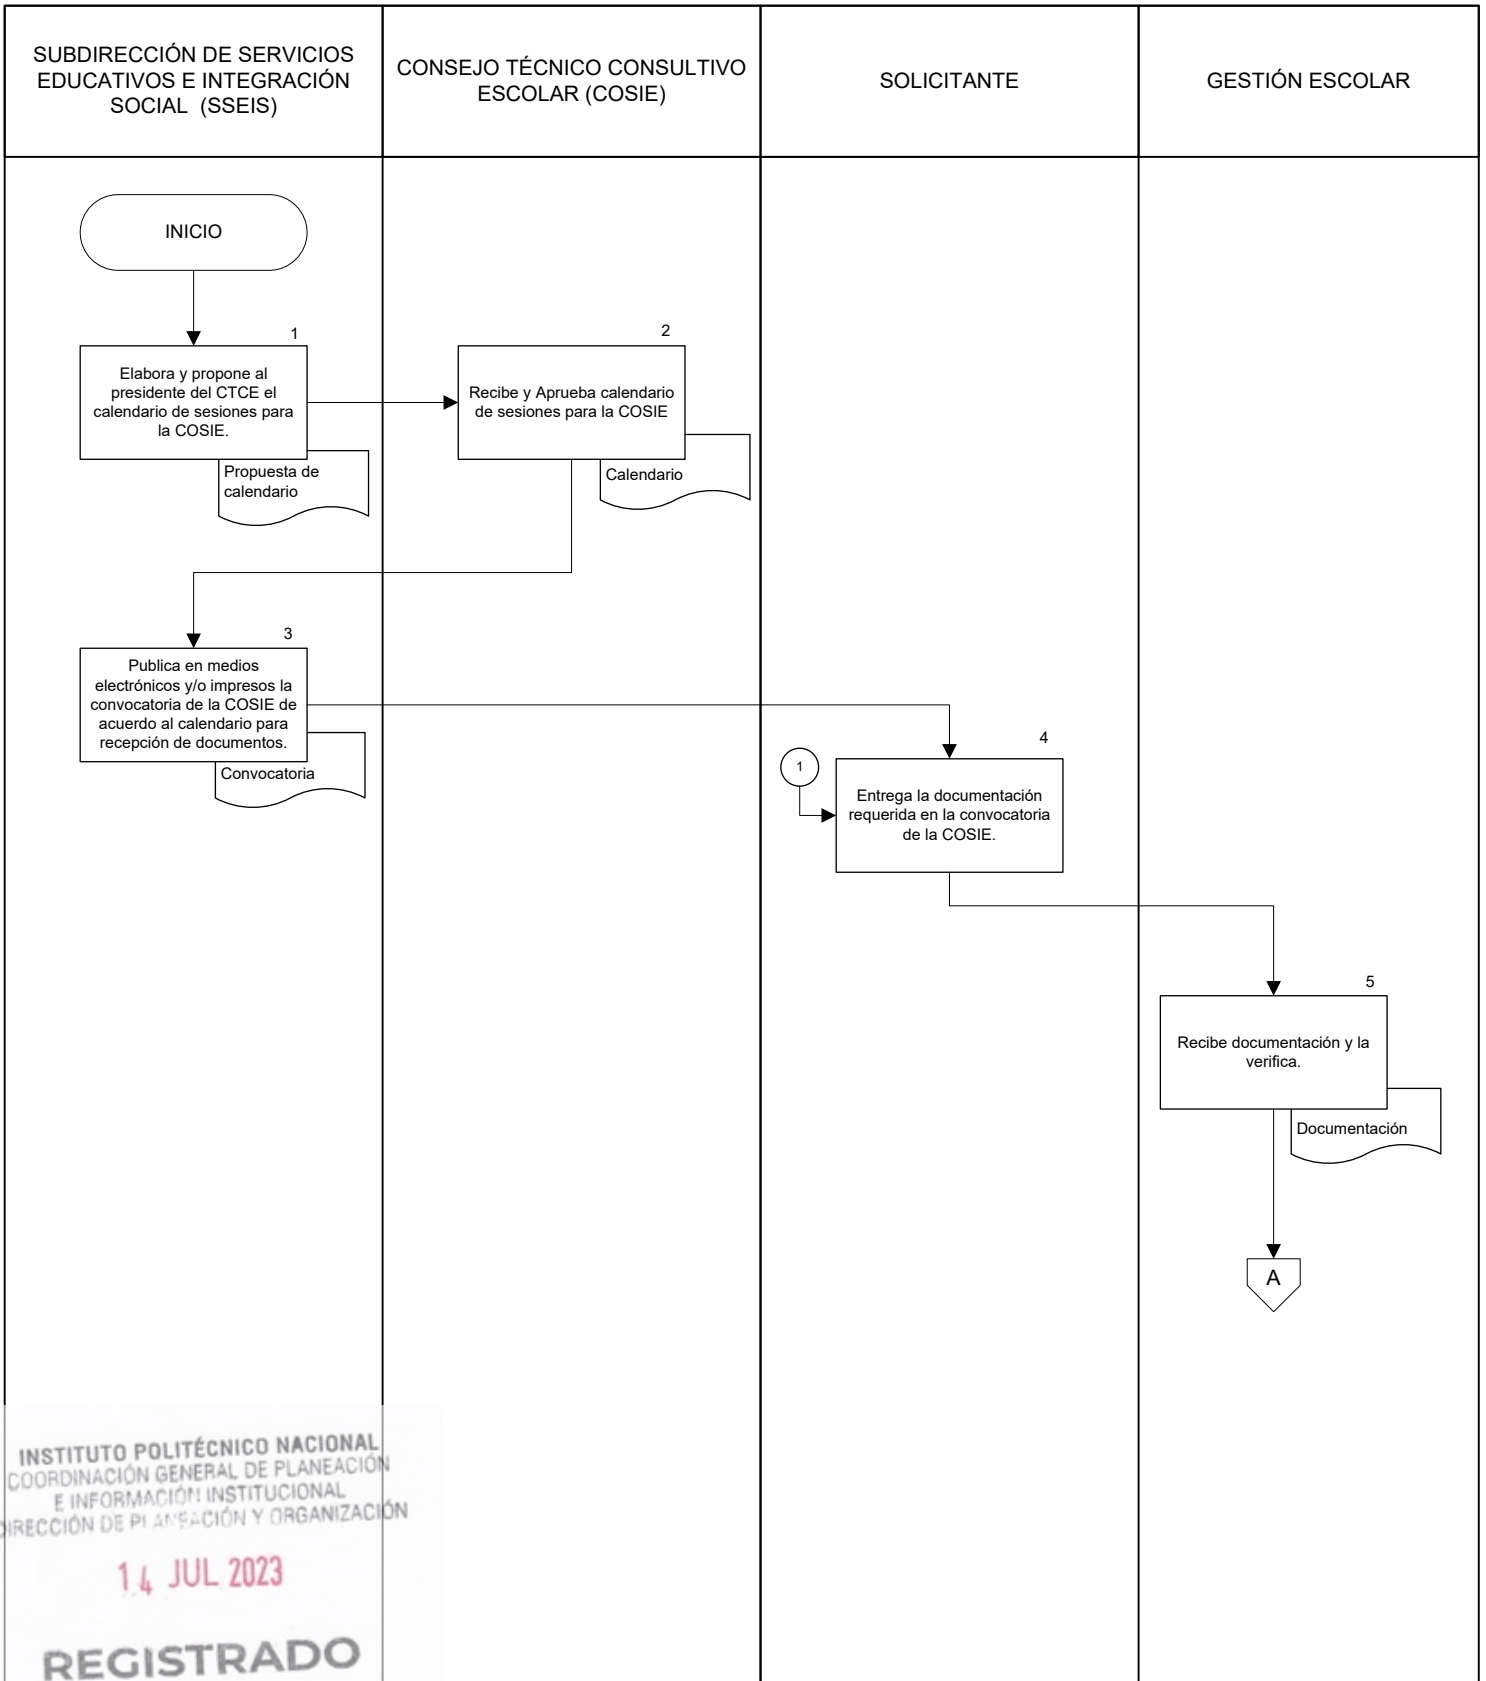 SUBDIRECCIÓN DE SERVICIOS
EDUCATIVOS E INTEGRACIÓN
SOCIAL (SSEIS)
CONSEJO TÉCNICO CONSULTIVO
ESCOLAR (COSIE)
SOLICITANTE
GESTIÓN ESCOLAR
INICIO
1
Elabora y propone al
presidente del CTCE el
calendario de sesiones para
la COSIE.
Propuesta de
calendario
2
Recibe y Aprueba calendario
de sesiones para la COSIE
Calendario
3
Publica en medios
electrónicos y/o impresos la
convocatoria de la COSIE de
acuerdo al calendario para
recepción de documentos.
Convocatoria
4
1
Entrega la documentación
requerida en la convocatoria
de la COSIE.
5
Recibe documentación y la
verifica.
Documentación
A
INSTITUTO POLITÉCNICO NACIONAL
COORDINACIÓN GENERAL DE PLANEACIÓN
E INFORMACIÓN INSTITUCIONAL
DIRECCIÓN DE PLANEACIÓN Y ORGANIZACIÓN
14 JUL 2023
REGISTRADO